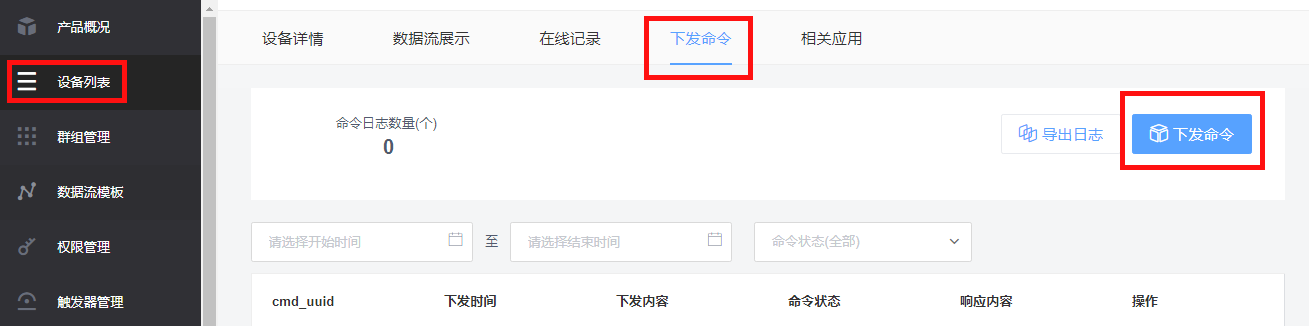 产品概况
设备列表
群组管理
数据流模板
权限管理
触发器管理
设备详情 数据流展示 在线记录 下发命令 相关应用
命令日志数量(个)
0
导出日志 下发命令
请选择开始时间 至 请选择结束时间 命令状态(全部)
cmd_uuid 下发时间 下发内容 命令状态 响应内容 操作